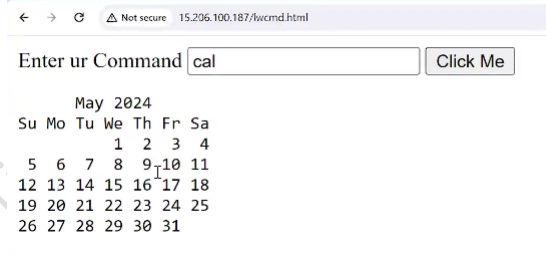 Not secure 15.206.100.187/lwcmd.html
Enter ur Command cal Click Me
May 2024
Su Mo Tu We Th Fr Sa
1 2 3 4
5 6 7 8 9 10 11
12 13 14 15 16 17 18
19 20 21 22 23 24 25
26 27 28 29 30 31